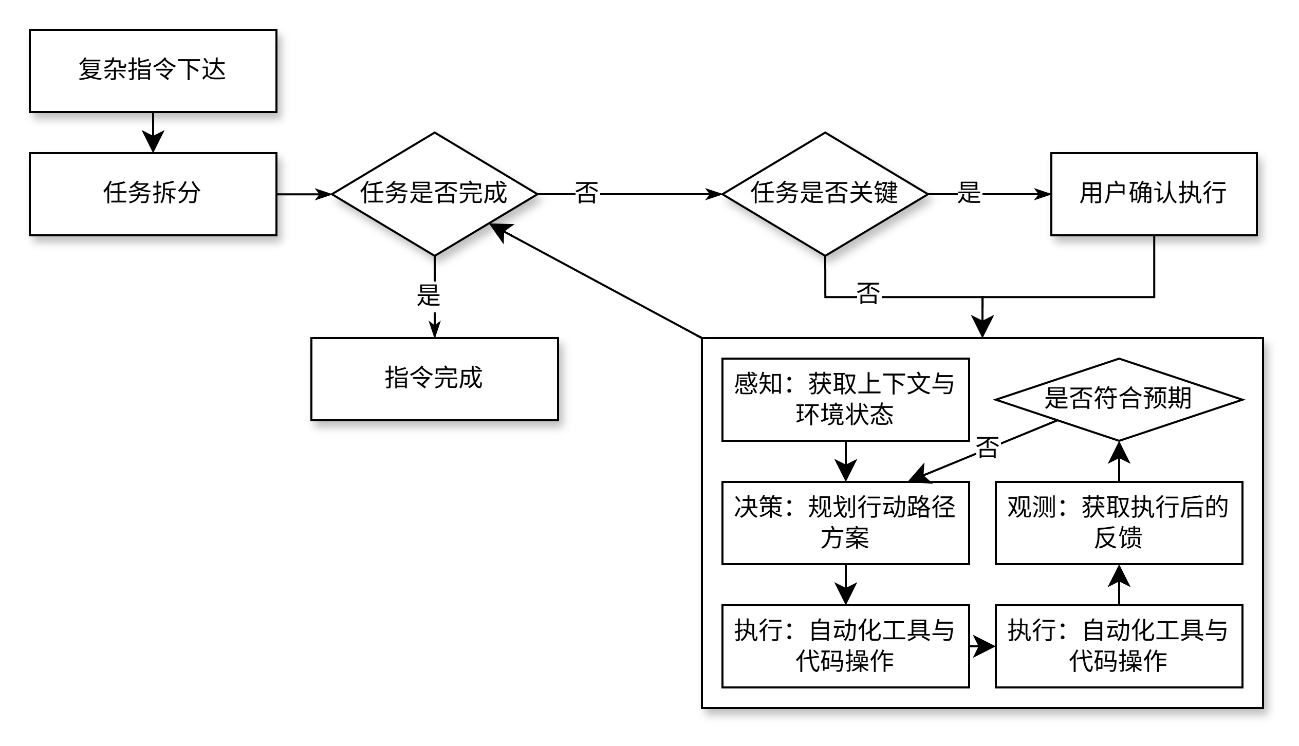 复杂指令下达
任务拆分
任务是否完成
否
任务是否关键
是
用户确认执行
是
否
指令完成
感知：获取上下文与
环境状态
是否符合预期
否
决策：规划行动路径
方案
观测：获取执行后的
反馈
执行：自动化工具与
代码操作
执行：自动化工具与
代码操作